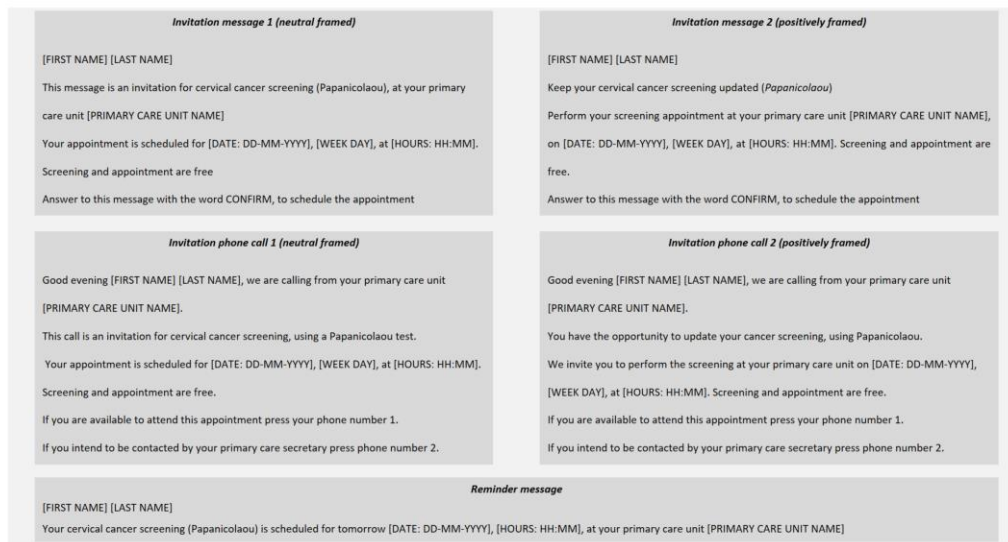 Invitation message 1 (neutral framed)
[FIRST NAME] [LAST NAME]
This message is an invitation for cervical cancer screening (Papanicolaou), at your primary
care unit [PRIMARY CARE UNIT NAME]
Your appointment is scheduled for [DATE: DD-MM-YYYY], [WEEK DAY], at [HOURS: HH:MM].
Screening and appointment are free
Answer to this message with the word CONFIRM, to schedule the appointment
Invitation message 2 (positively framed)
[FIRST NAME] [LAST NAME]
Keep your cervical cancer screening updated (Papanicolaou)
Perform your screening appointment at your primary care unit [PRIMARY CARE UNIT NAME],
on [DATE: DD-MM-YYYY], [WEEK DAY], at [HOURS: HH:MM]. Screening and appointment are
free.
Answer to this message with the word CONFIRM, to schedule the appointment
Invitation phone call 1 (neutral framed)
Good evening [FIRST NAME] [LAST NAME], we are calling from your primary care unit
[PRIMARY CARE UNIT NAME].
This call is an invitation for cervical cancer screening, using a Papanicolaou test.
Your appointment is scheduled for [DATE: DD-MM-YYYY], [WEEK DAY], at [HOURS: HH:MM].
Screening and appointment are free.
If you are available to attend this appointment press your phone number 1.
If you intend to be contacted by your primary care secretary press phone number 2.
Invitation phone call 2 (positively framed)
Good evening [FIRST NAME] [LAST NAME], we are calling from your primary care unit
[PRIMARY CARE UNIT NAME].
You have the opportunity to update your cancer screening, using Papanicolaou.
We invite you to perform the screening at your primary care unit on [DATE: DD-MM-YYYY],
[WEEK DAY], at [HOURS: HH:MM]. Screening and appointment are free.
If you are available to attend this appointment press your phone number 1.
If you intend to be contacted by your primary care secretary press phone number 2.
Reminder message
[FIRST NAME] [LAST NAME]
Your cervical cancer screening (Papanicolaou) is scheduled for tomorrow [DATE: DD-MM-YYYY], [HOURS: HH:MM], at your primary care unit [PRIMARY CARE UNIT NAME]